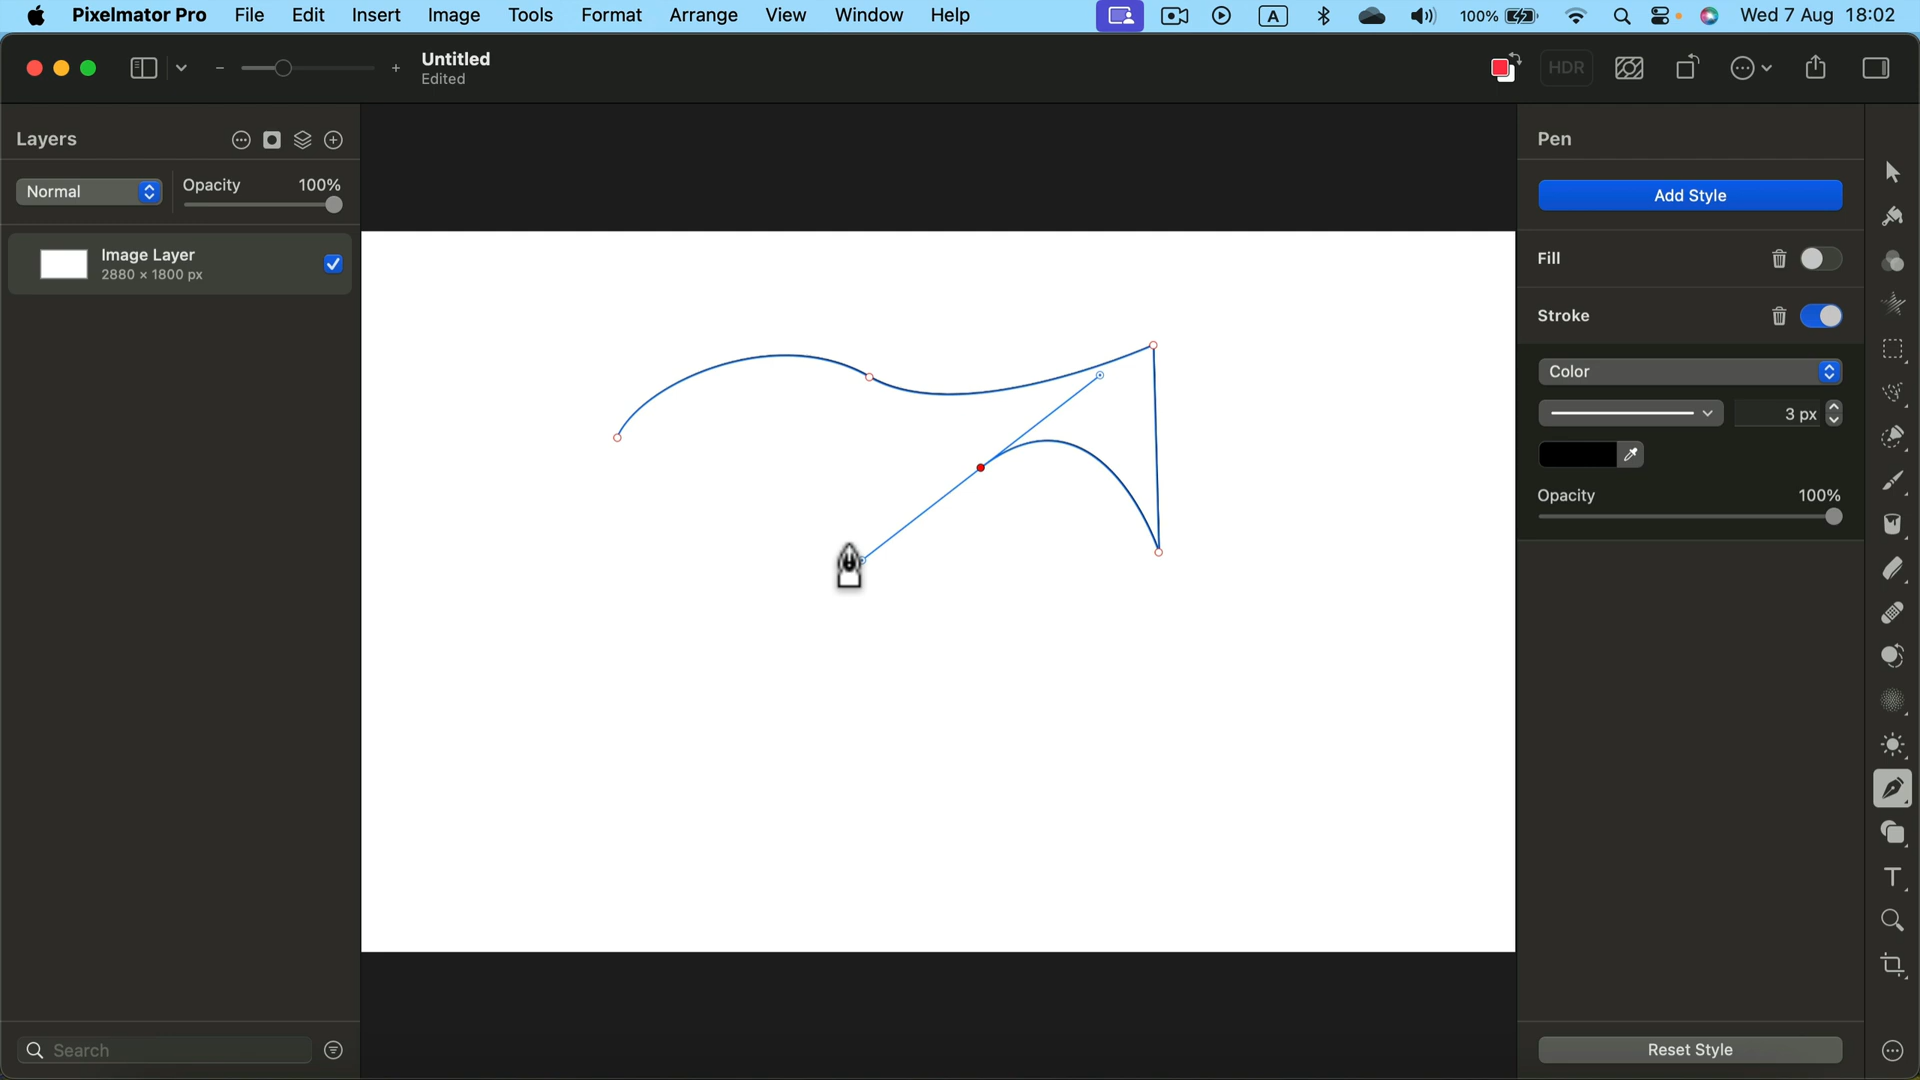 Pixelmator Pro File Edit Insert Image Tools Format Arrange View Window Help A 100% Wed 7 Aug 18:02
Untitled
Edited
HDR
Layers
Normal
Opacity 100%
Image Layer
2880 × 1800 px
Search
Pen
Add Style
Fill
Stroke
Color
3 px
Opacity 100%
T
Reset Style